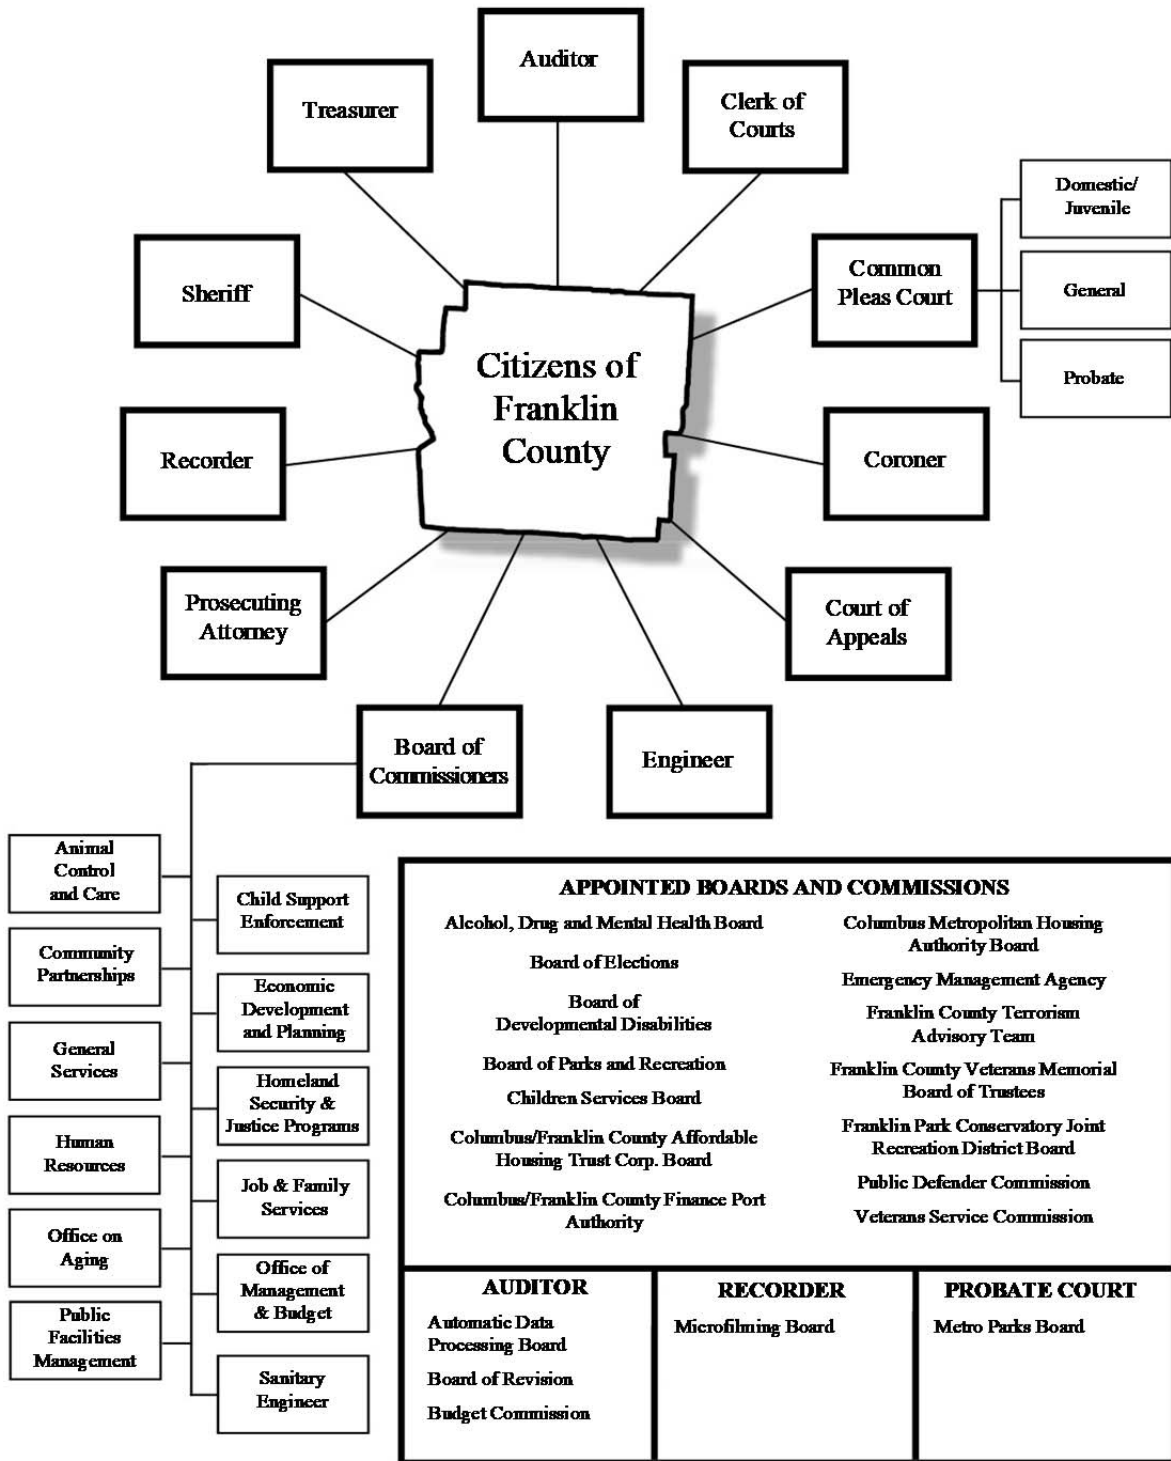 Auditor
Treasurer
Clerk of
Courts
Domestic/
Juvenile
Sheriff
Common
Pleas Court
General
Citizens of
Franklin
County
Probate
Recorder
Coroner
Prosecuting
Attorney
Court of
Appeals
Board of
Commissioners
Engineer
Animal
Control
and Care
Child Support
Enforcement
Community
Partnerships
Economic
Development
and Planning
General
Services
Homeland
Security &
Justice Programs
Human
Resources
Job & Family
Services
Office on
Aging
Office of
Management
& Budget
Public
Facilities
Management
Sanitary
Engineer
APPOINTED BOARDS AND COMMISSIONS
Alcohol, Drug and Mental Health Board
Board of Elections
Board of
Developmental Disabilities
Board of Parks and Recreation
Children Services Board
Columbus/Franklin County Affordable
Housing Trust Corp. Board
Columbus/Franklin County Finance Port
Authority
Columbus Metropolitan Housing
Authority Board
Emergency Management Agency
Franklin County Terrorism
Advisory Team
Franklin County Veterans Memorial
Board of Trustees
Franklin Park Conservatory Joint
Recreation District Board
Public Defender Commission
Veterans Service Commission
AUDITOR
Automatic Data
Processing Board
Board of Revision
Budget Commission
RECORDER
Microfilming Board
PROBATE COURT
Metro Parks Board